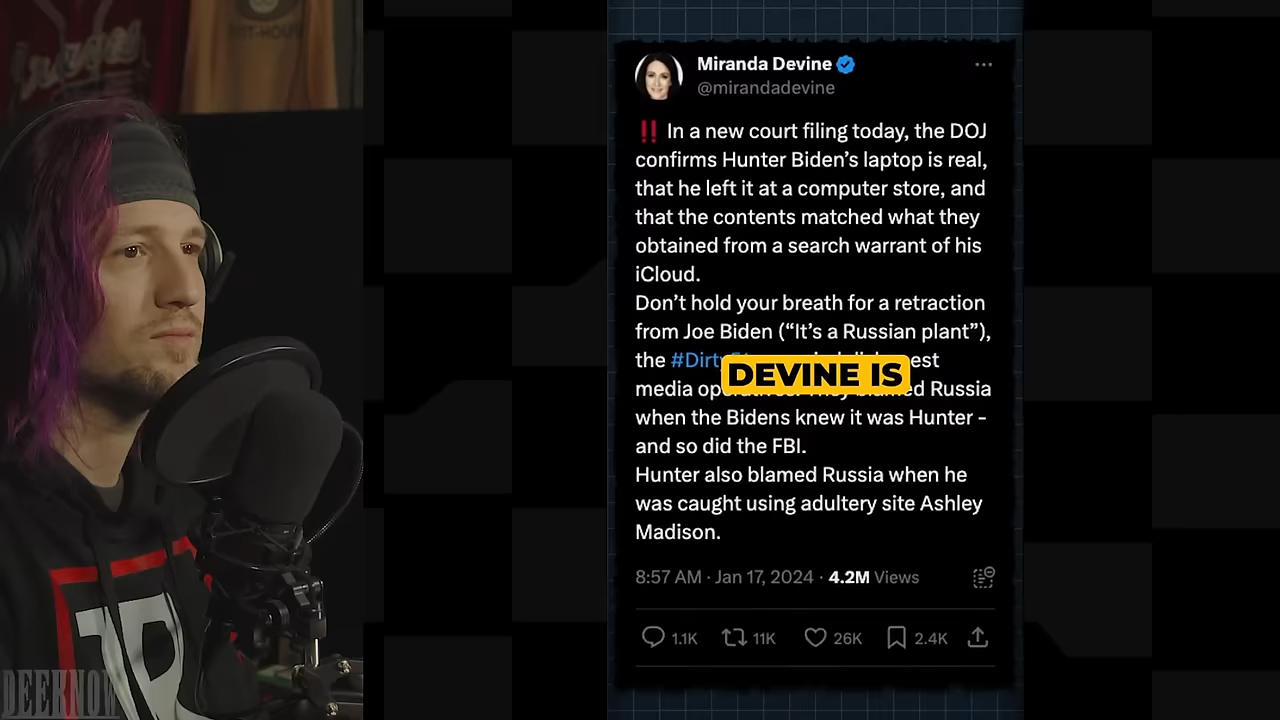 Miranda Devine
@mirandadevine
‼️ In a new court filing today, the DOJ
confirms Hunter Biden’s laptop is real,
that he left it at a computer store, and
that the contents matched what they
obtained from a search warrant of his
iCloud.
Don’t hold your breath for a retraction
from Joe Biden (“It’s a Russian plant”),
the
DEVINE IS
media Russia
when the Bidens knew it was Hunter –
and so did the FBI.
Hunter also blamed Russia when he
was caught using adultery site Ashley
Madison.
8:57 AM · Jan 17, 2024 · 4.2M Views
1.1K 11K 26K 2.4K
DEEKNOW